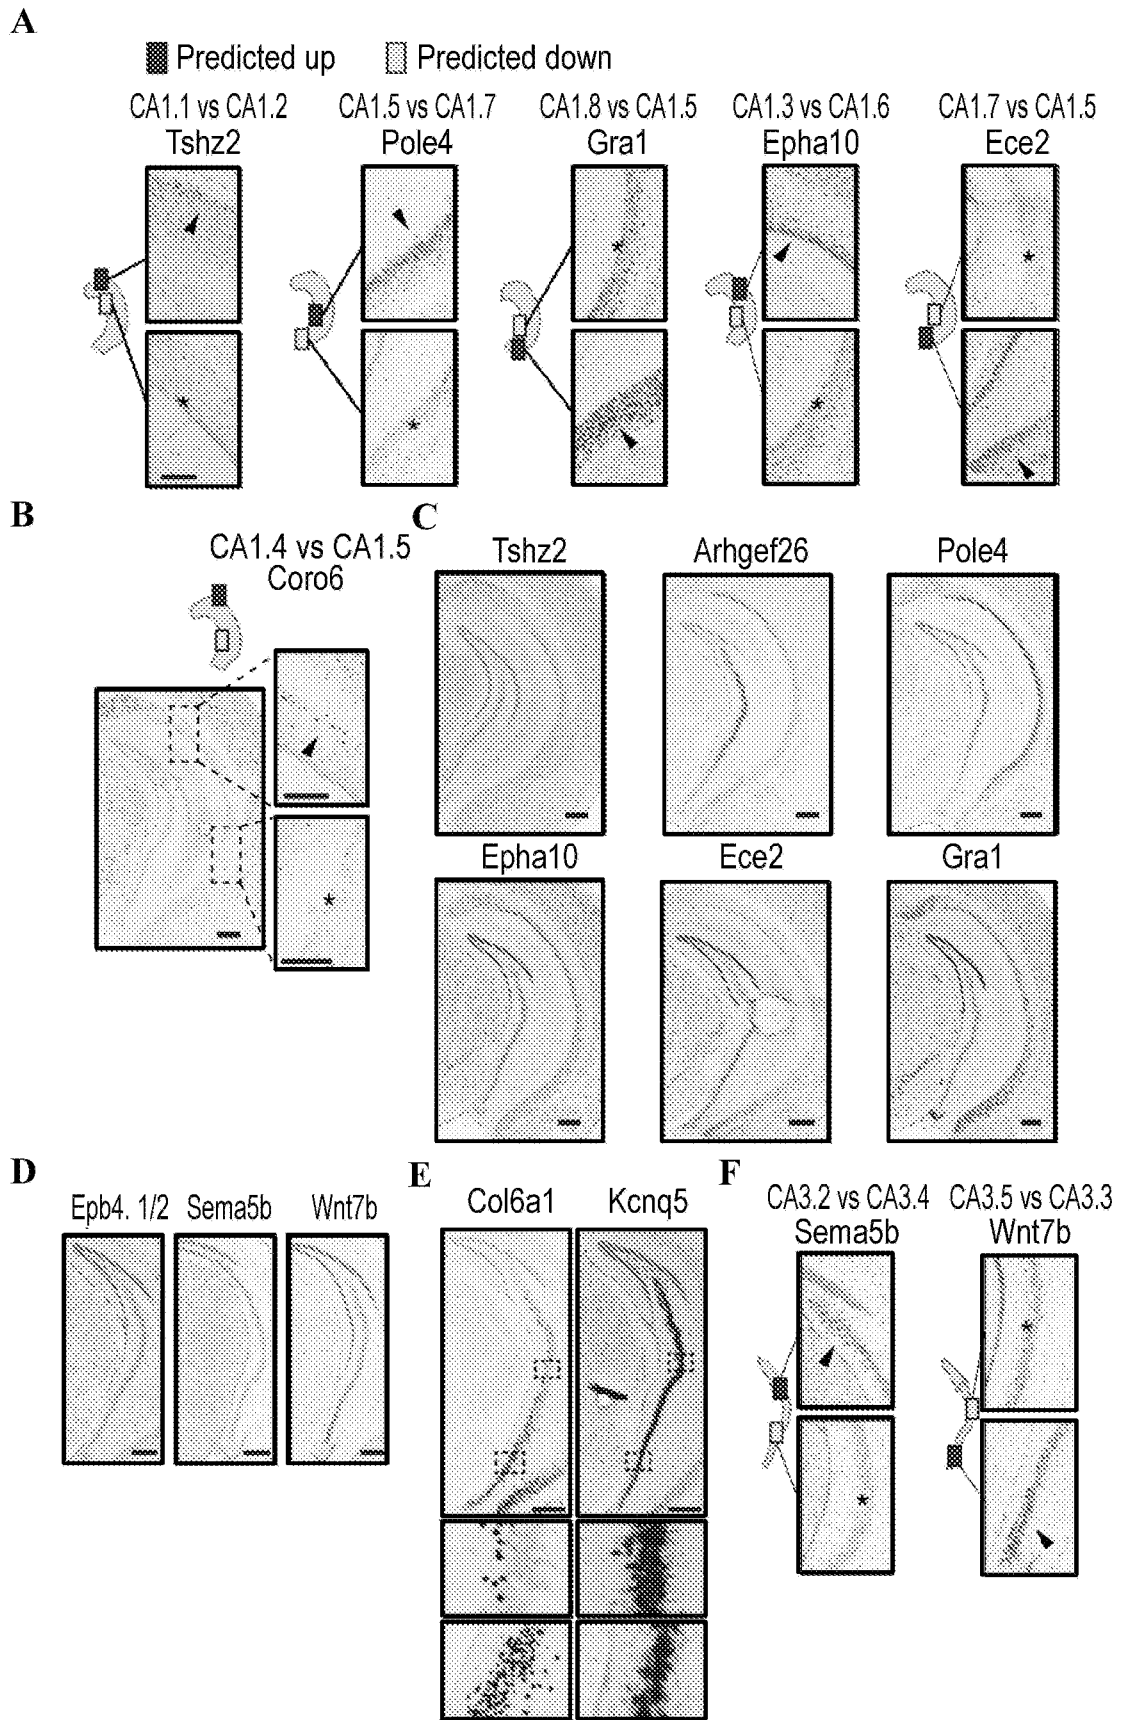 A
Predicted up
Predicted down
CA1.1 vs CA1.2
CA1.5 vs CA1.7
CA1.8 vs CA1.5
CA1.3 vs CA1.6
CA1.7 vs CA1.5
Tshz2
Pole4
Gra1
Epha10
Ece2
*
*
*
*
*
B
CA1.4 vs CA1.5
Coro6
*
C
Tshz2
Arhgef26
Pole4
Epha10
Ece2
Gra1
D
Epb4. 1/2
Sema5b
Wnt7b
E
Col6a1
Kcnq5
F
CA3.2 vs CA3.4
CA3.5 vs CA3.3
Sema5b
Wnt7b
*
*